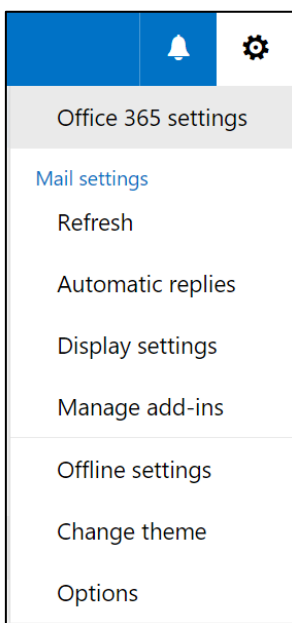 Office 365 settings
Mail settings
Refresh
Automatic replies
Display settings
Manage add-ins
Offline settings
Change theme
Options